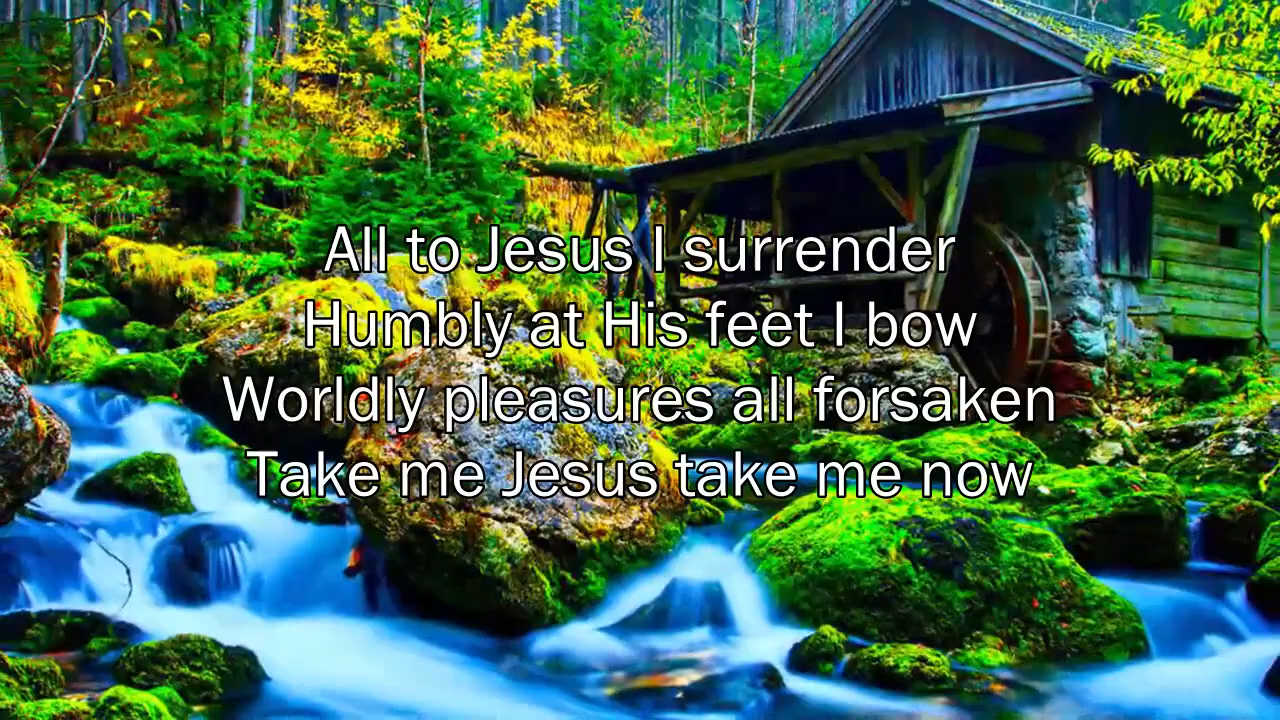 All to Jesus I surrender
Humbly at His feet I bow
Worldly pleasures all forsaken
Take me Jesus take me now